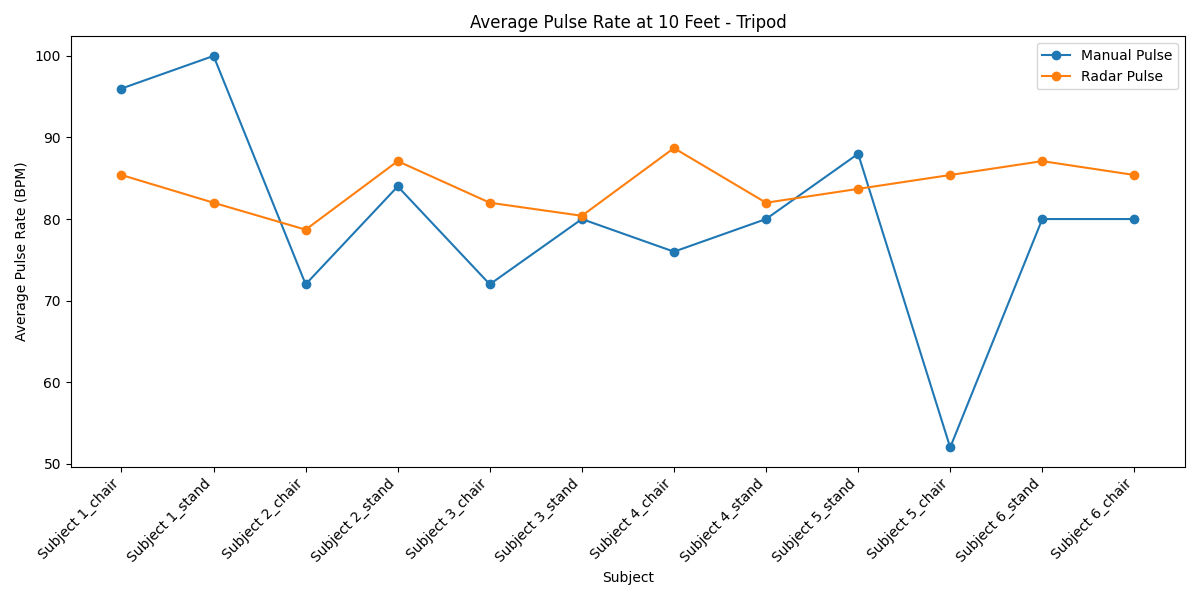 Average Pulse Rate at 10 Feet - Tripod
Manual Pulse
Radar Pulse
Average Pulse Rate (BPM)
100
90
80
70
60
50
Subject 1_chair
Subject 1_stand
Subject 2_chair
Subject 2_stand
Subject 3_chair
Subject 3_stand
Subject 4_chair
Subject 4_stand
Subject 5_stand
Subject 5_chair
Subject 6_stand
Subject 6_chair
Subject